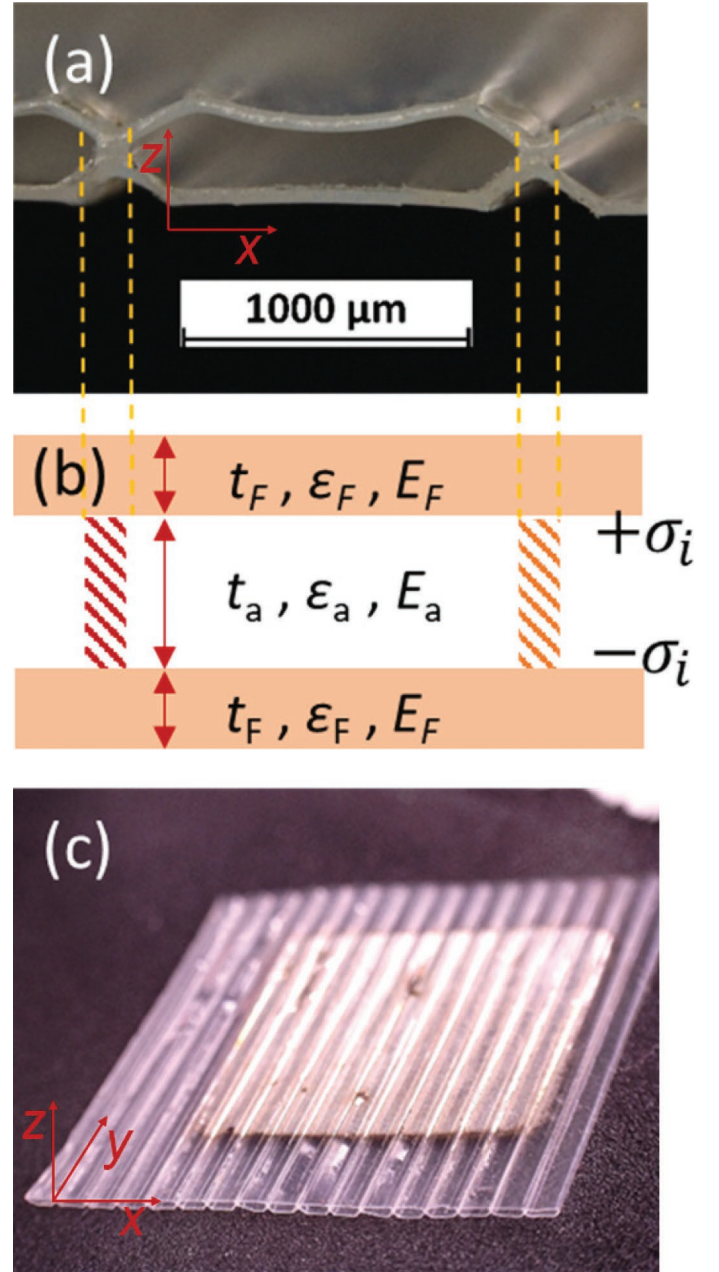 (a)
z
x
1000 μm
(b)
t_F , ε_F , E_F
+σ_i
t_a , ε_a , E_a
−σ_i
t_F , ε_F , E_F
(c)
z
y
x